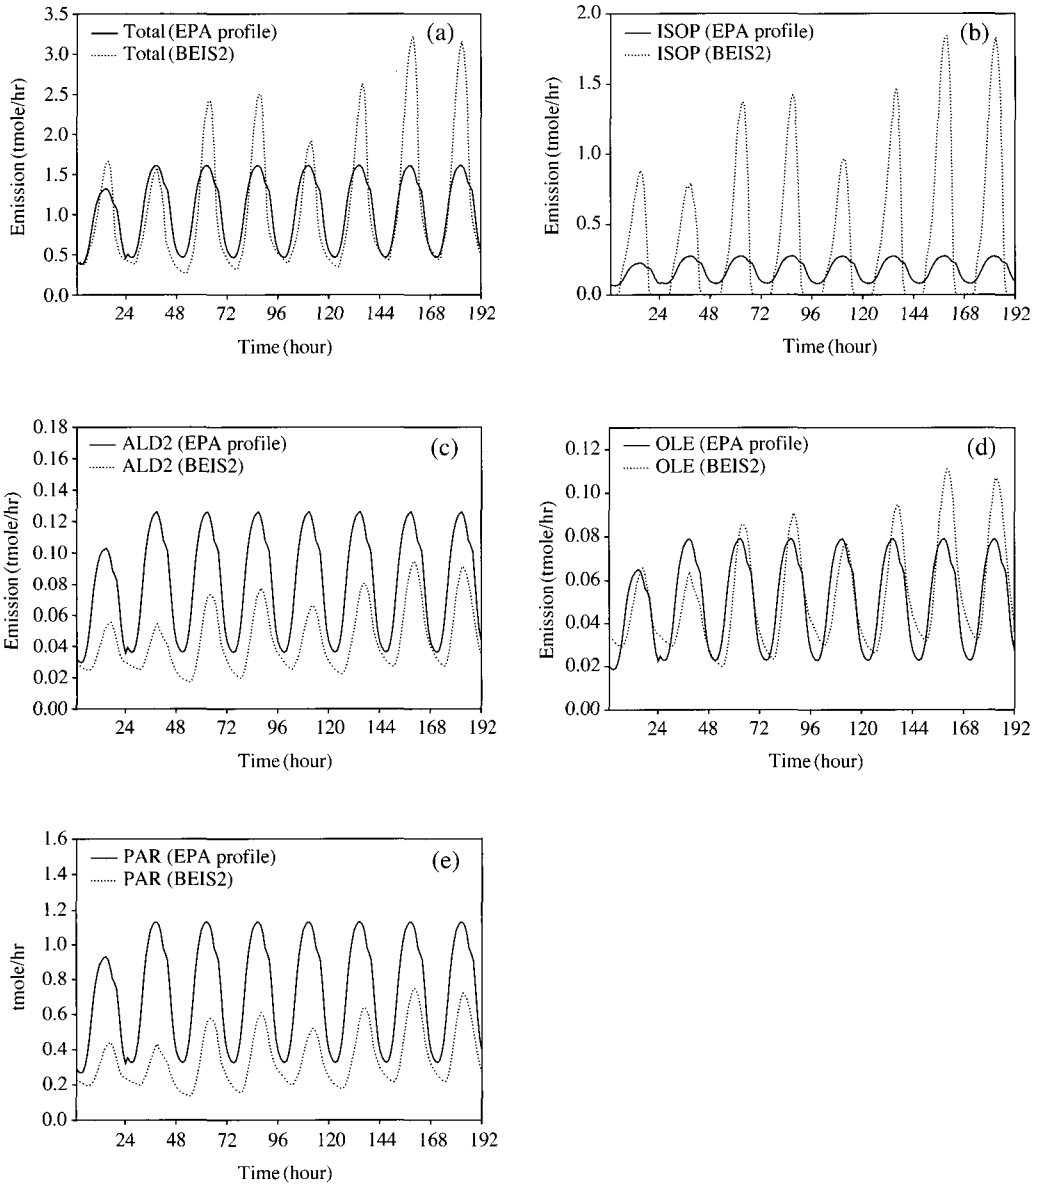 3.5
3.0
2.5
2.0
1.5
1.0
0.5
0.0
Emission (tmole/hr)
Total (EPA profile)
Total (BEIS2)
(a)
24 48 72 96 120 144 168 192
Time (hour)
2.0
1.5
1.0
0.5
0.0
Emission (tmole/hr)
ISOP (EPA profile)
ISOP (BEIS2)
(b)
24 48 72 96 120 144 168 192
Time (hour)
0.18
0.16
0.14
0.12
0.10
0.08
0.06
0.04
0.02
0.00
Emission (tmole/hr)
ALD2 (EPA profile)
ALD2 (BEIS2)
(c)
24 48 72 96 120 144 168 192
Time (hour)
0.12
0.10
0.08
0.06
0.04
0.02
0.00
Emission (tmole/hr)
OLE (EPA profile)
OLE (BEIS2)
(d)
24 48 72 96 120 144 168 192
Time (hour)
1.6
1.4
1.2
1.0
0.8
0.6
0.4
0.2
0.0
tmole/hr
PAR (EPA profile)
PAR (BEIS2)
(e)
24 48 72 96 120 144 168 192
Time (hour)